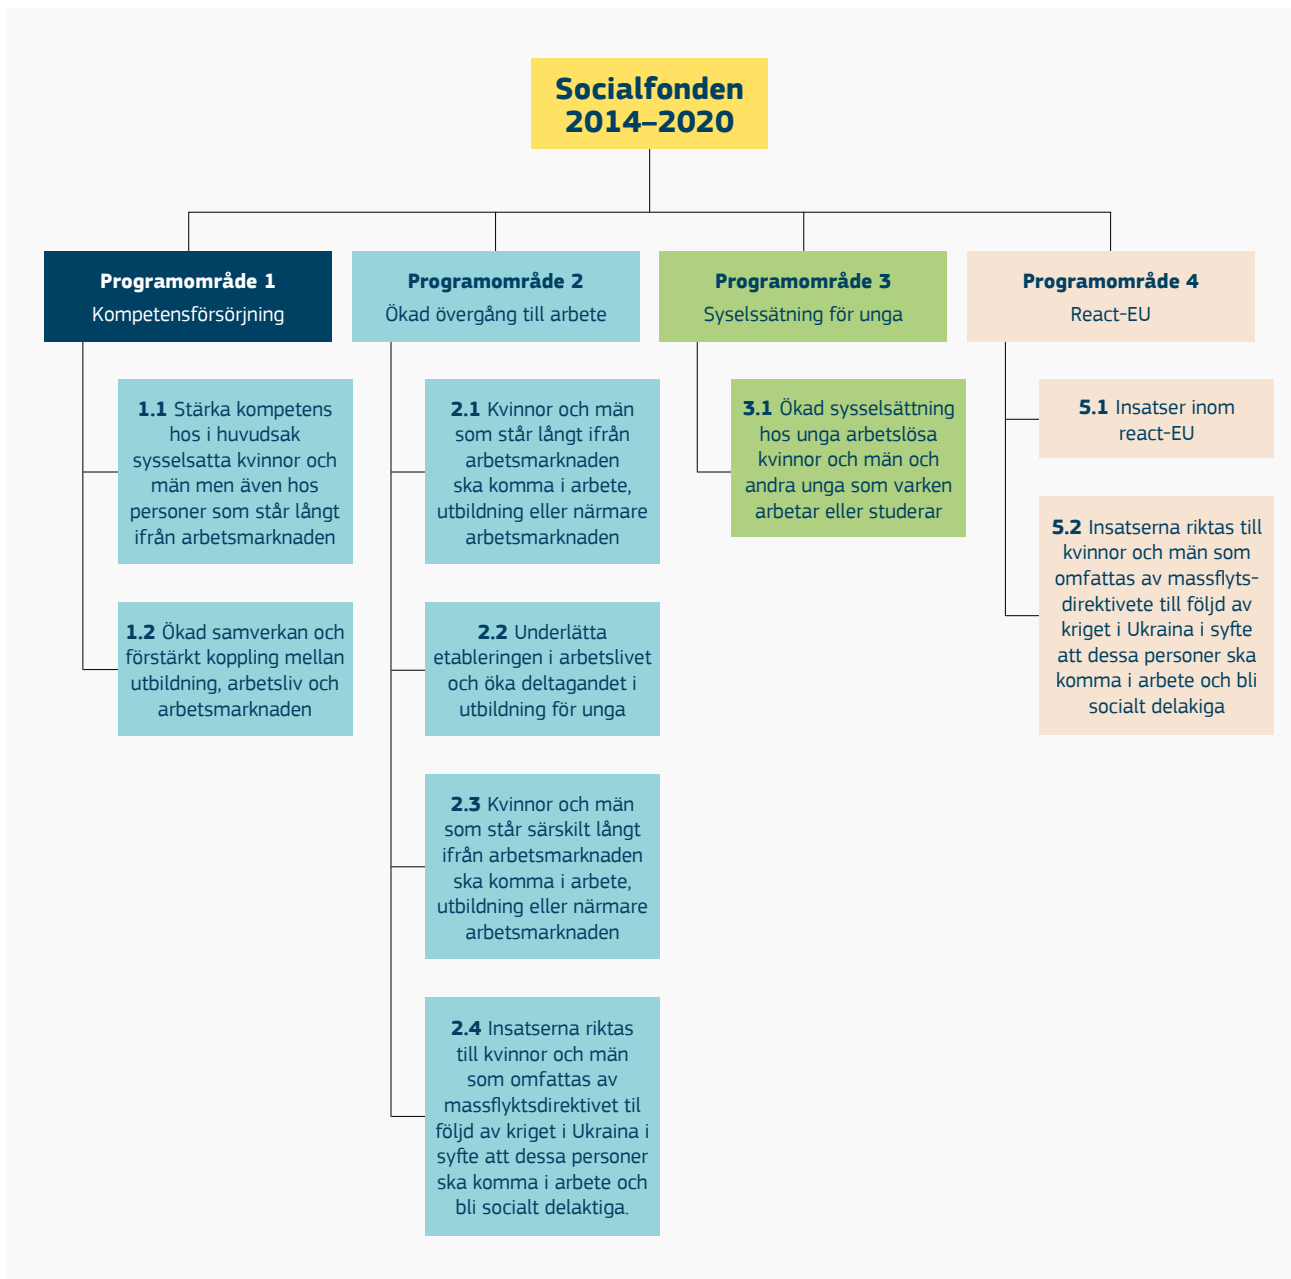 Socialfonden
2014–2020
Programområde 1
Kompetensförsörjning
1.1 Stärka kompetens
hos i huvudsak
sysselsatta kvinnor och
män men även hos
personer som står långt
ifrån arbetsmarknaden
1.2 Ökad samverkan och
förstärkt koppling mellan
utbildning, arbetsliv och
arbetsmarknaden
Programområde 2
Ökad övergång till arbete
2.1 Kvinnor och män
som står långt ifrån
arbetsmarknaden
ska komma i arbete,
utbildning eller närmare
arbetsmarknaden
2.2 Underlätta
etableringen i arbetslivet
och öka deltagandet i
utbildning för unga
2.3 Kvinnor och män
som står särskilt långt
ifrån arbetsmarknaden
ska komma i arbete,
utbildning eller närmare
arbetsmarknaden
2.4 Insatserna riktas
till kvinnor och män
som omfattas av
massflyktsdirektivet til
följd av kriget i Ukraina i
syfte att dessa personer
ska komma i arbete och
bli socialt delaktiga.
Programområde 3
Syselssätning för unga
3.1 Ökad sysselsättning
hos unga arbetslösa
kvinnor och män och
andra unga som varken
arbetar eller studerar
Programområde 4
React-EU
5.1 Insatser inom
react-EU
5.2 Insatserna riktas till
kvinnor och män som
omfattas av massflyts-
direktivete till följd av
kriget i Ukraina i syfte
att dessa personer ska
komma i arbete och bli
socialt delakiga